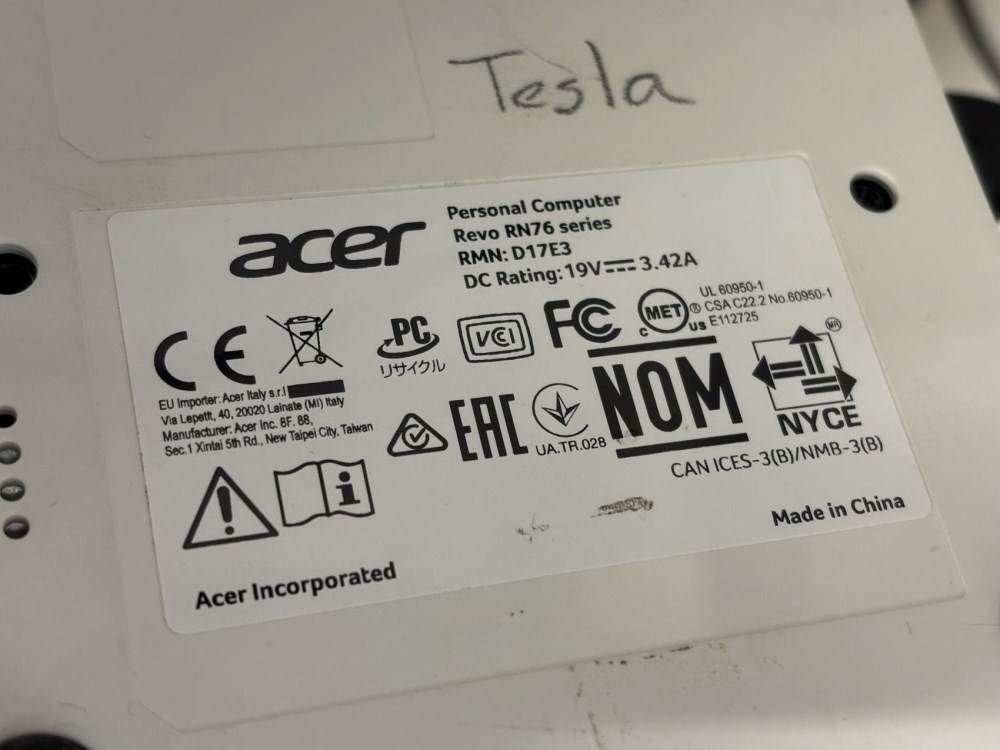 Tesla
acer
Personal Computer
Revo RN76 series
RMN: D17E3
DC Rating: 19V⎓3.42A
CE
PC
リサイクル
VCCI
FC
c MET ® us
UL 60950-1
CSA C22.2 No.60950-1
E112725
EU Importer: Acer Italy s.r.l
Via Lepetit, 40, 20020 Lainate (MI) Italy
Manufacturer: Acer Inc. 8F. 88,
Sec.1 Xintai 5th Rd., New Taipei City, Taiwan
EAC
UA.TR.028
NOM
MR
NYCE
CAN ICES-3(B)/NMB-3(B)
i
Made in China
Acer Incorporated